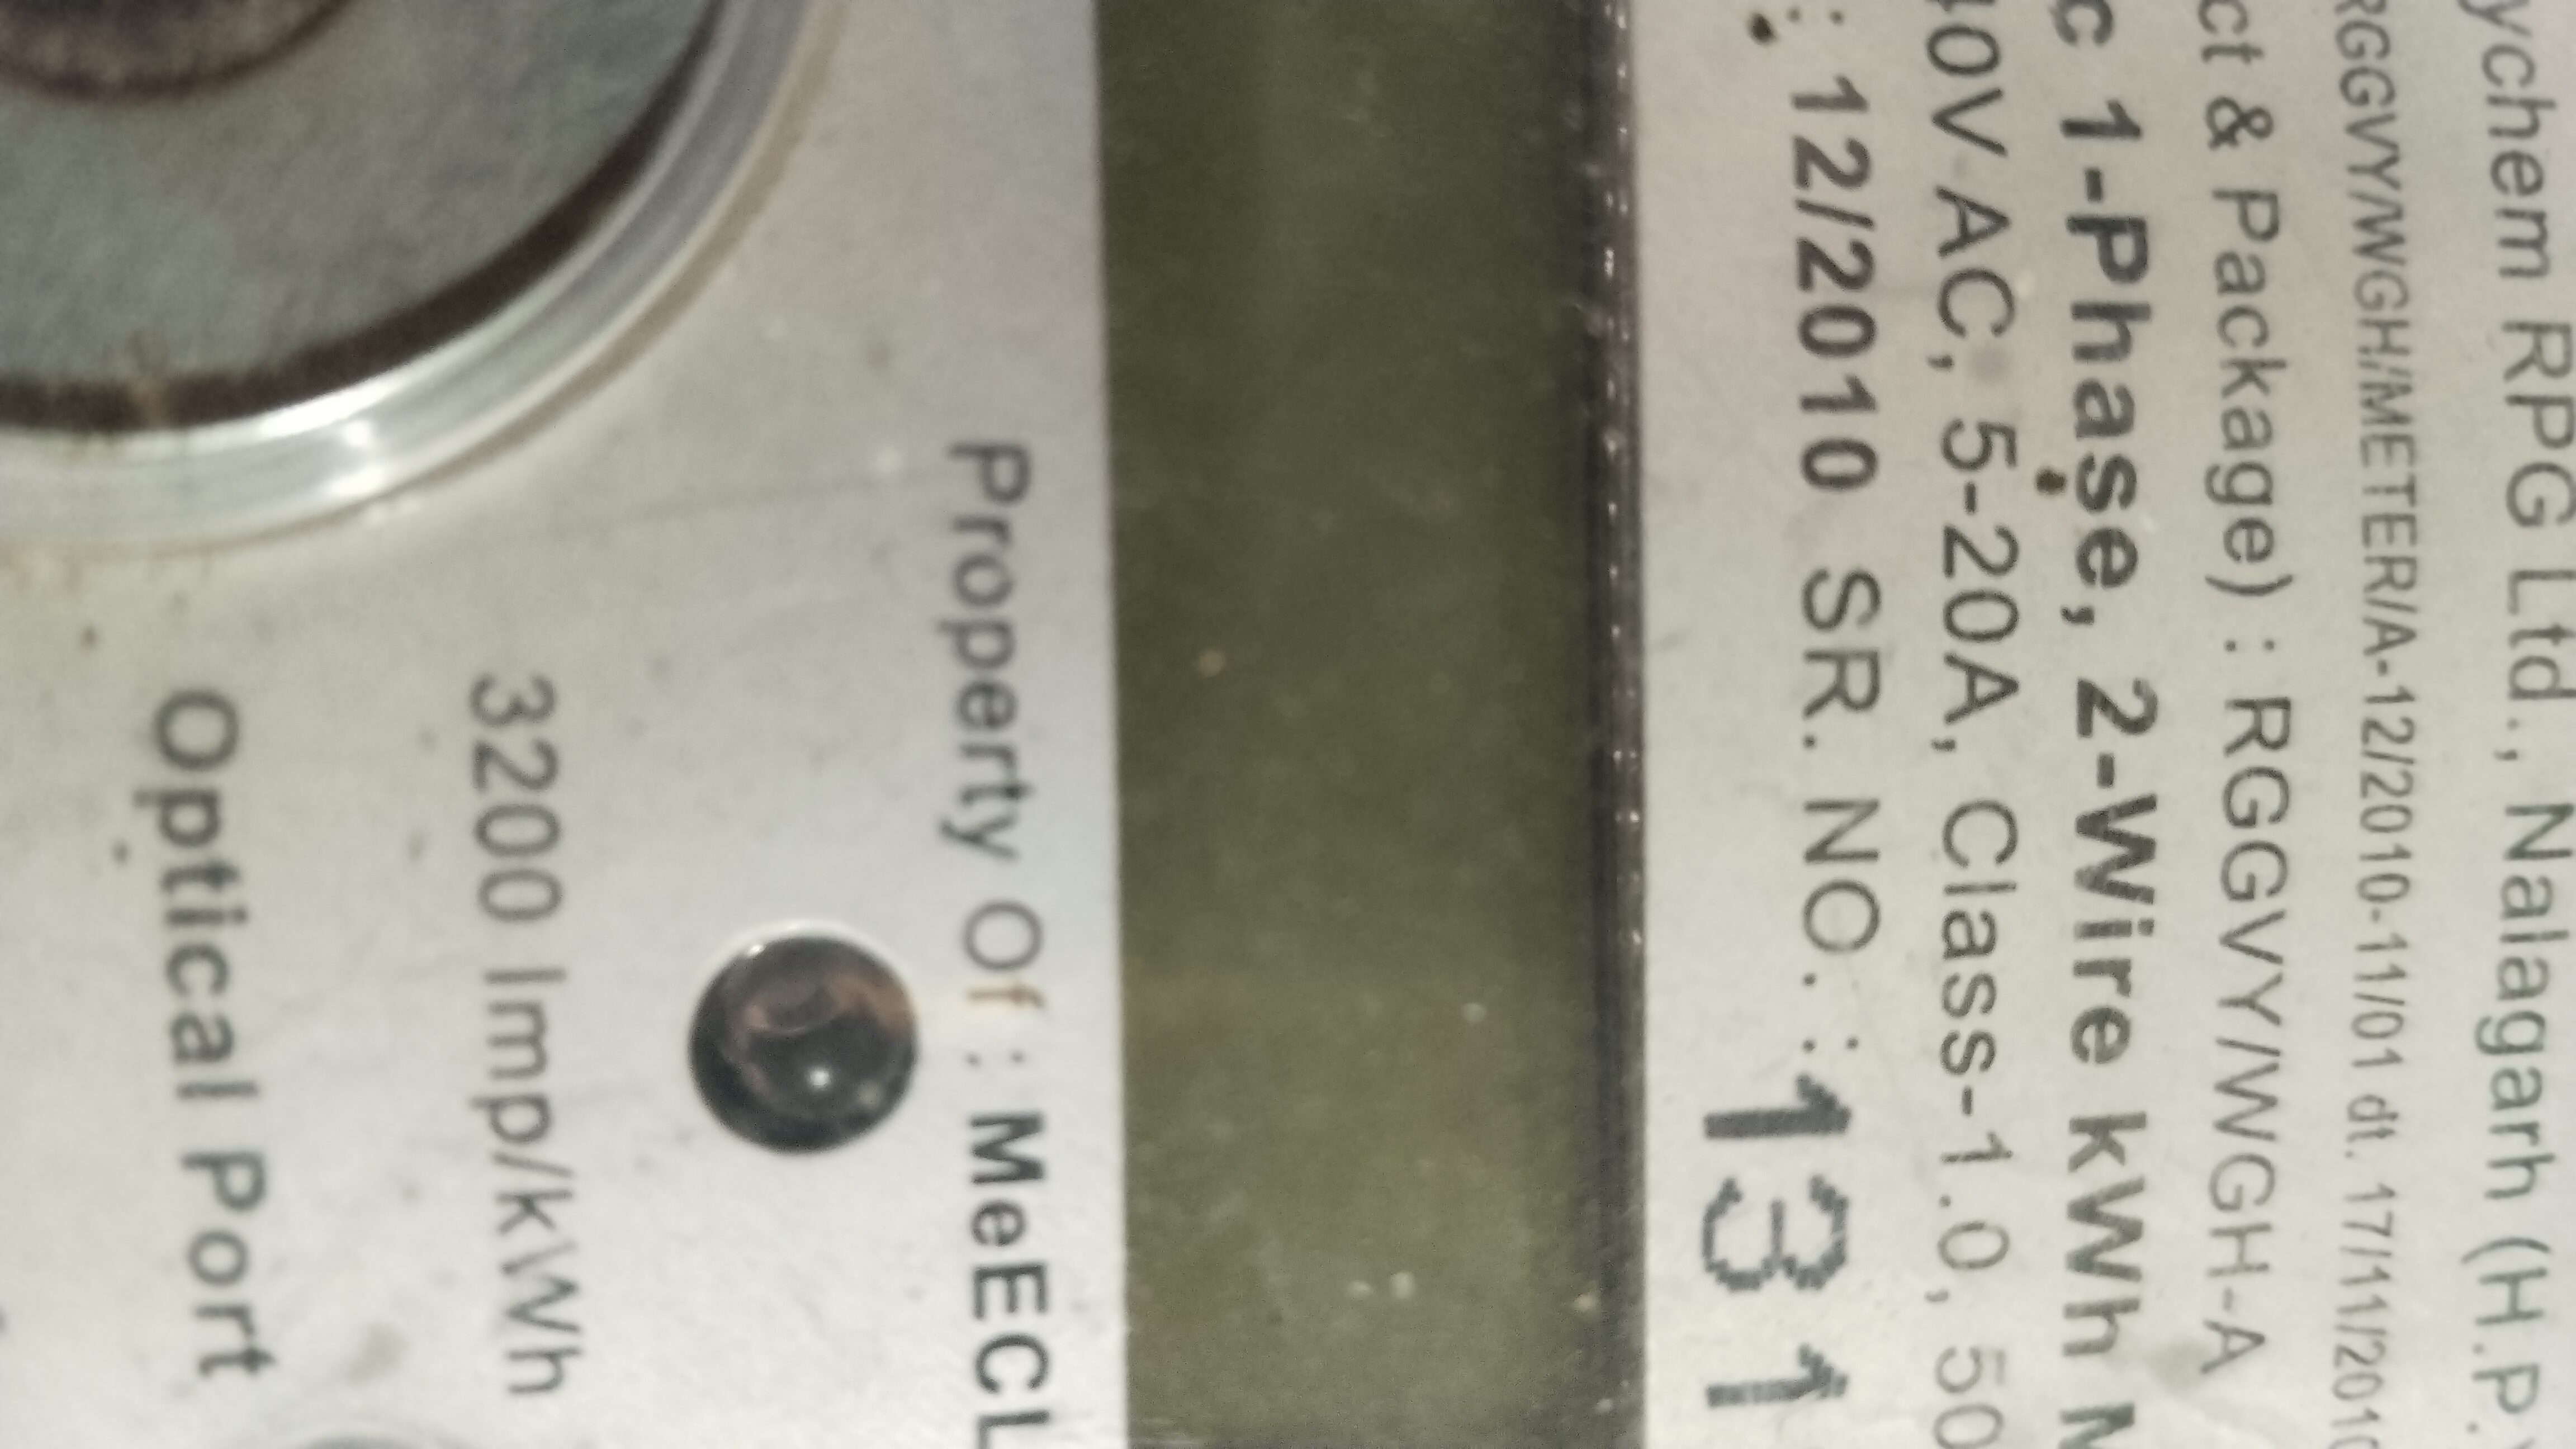 ychem RPG Ltd., Nalagarh (H.P.
RGGVY/WGH/METER/A-12/2010-11/01 dt. 17/11/2010
ct & Package) : RGGVY/WGH-A
c 1-Phase, 2-Wire kWh M
40V AC, 5-20A, Class-1.0, 50
: 12/2010 SR. NO. : 131
Property Of : MeECL
3200 Imp/kWh
Optical Port